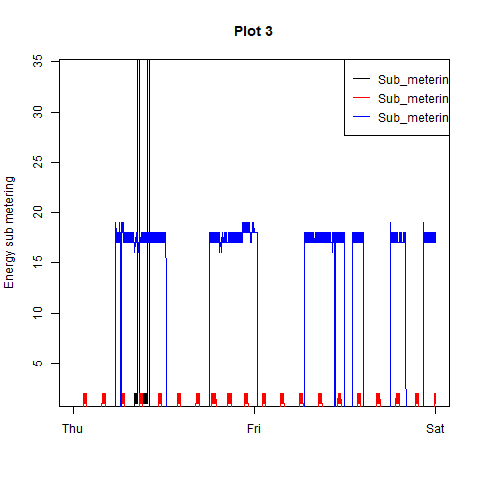 Plot 3
Energy sub metering
35
30
25
20
15
10
5
Sub_meterin
Sub_meterin
Sub_meterin
Thu Fri Sat